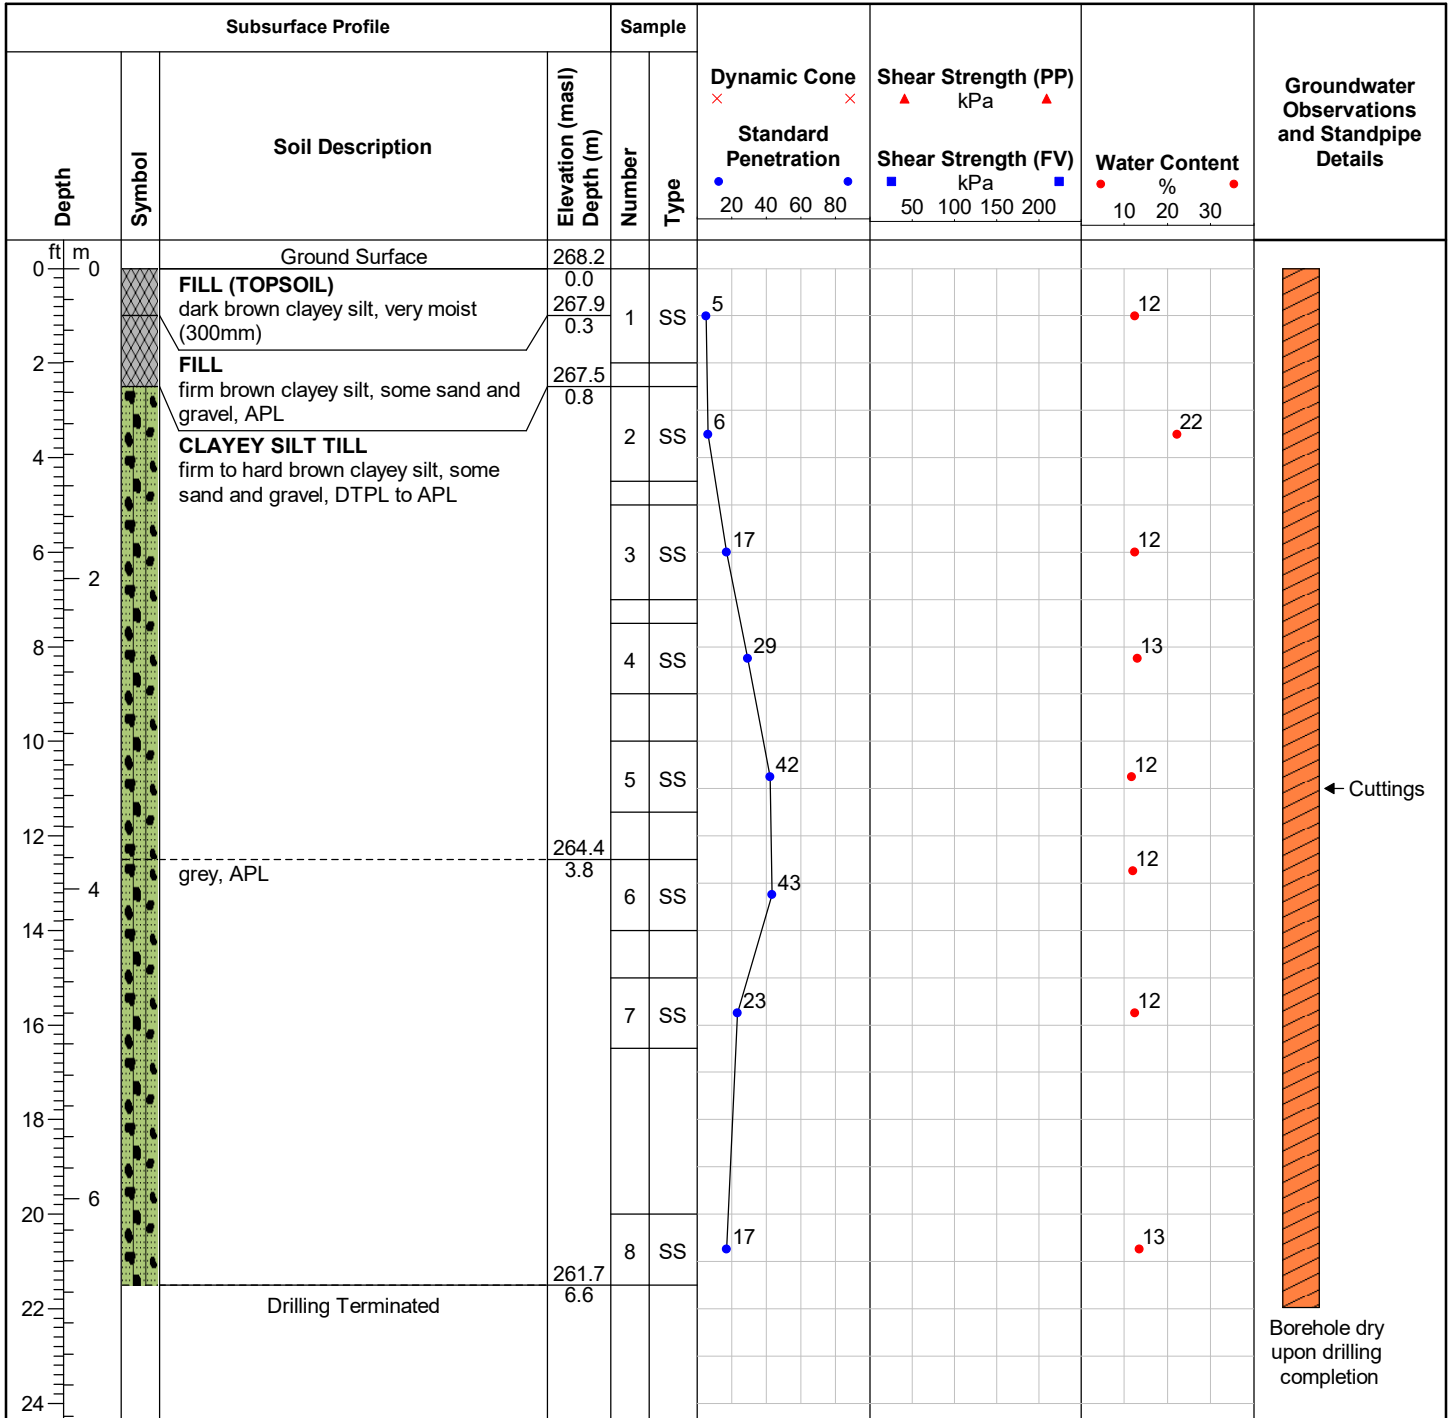 Subsurface Profile
Sample
Depth
Symbol
Soil Description
Elevation (masl)
Depth (m)
Number
Type
Dynamic Cone
Standard
Penetration
20 40 60 80
Shear Strength (PP)
kPa
Shear Strength (FV)
kPa
50 100 150 200
Water Content
%
10 20 30
Groundwater
Observations
and Standpipe
Details
ft m
Ground Surface
268.2
0 0
0.0
FILL (TOPSOIL)
dark brown clayey silt, very moist
(300mm)
267.9
0.3
1 SS
5
12
2
FILL
firm brown clayey silt, some sand and
gravel, APL
267.5
0.8
CLAYEY SILT TILL
firm to hard brown clayey silt, some
sand and gravel, DTPL to APL
2 SS
6
22
4
3 SS
17
12
6
2
8
4 SS
29
13
10
5 SS
42
12
Cuttings
12
264.4
3.8
grey, APL
12
4
6 SS
43
14
7 SS
23
12
16
18
6
20
8 SS
17
13
261.7
6.6
Drilling Terminated
22
Borehole dry
upon drilling
completion
24